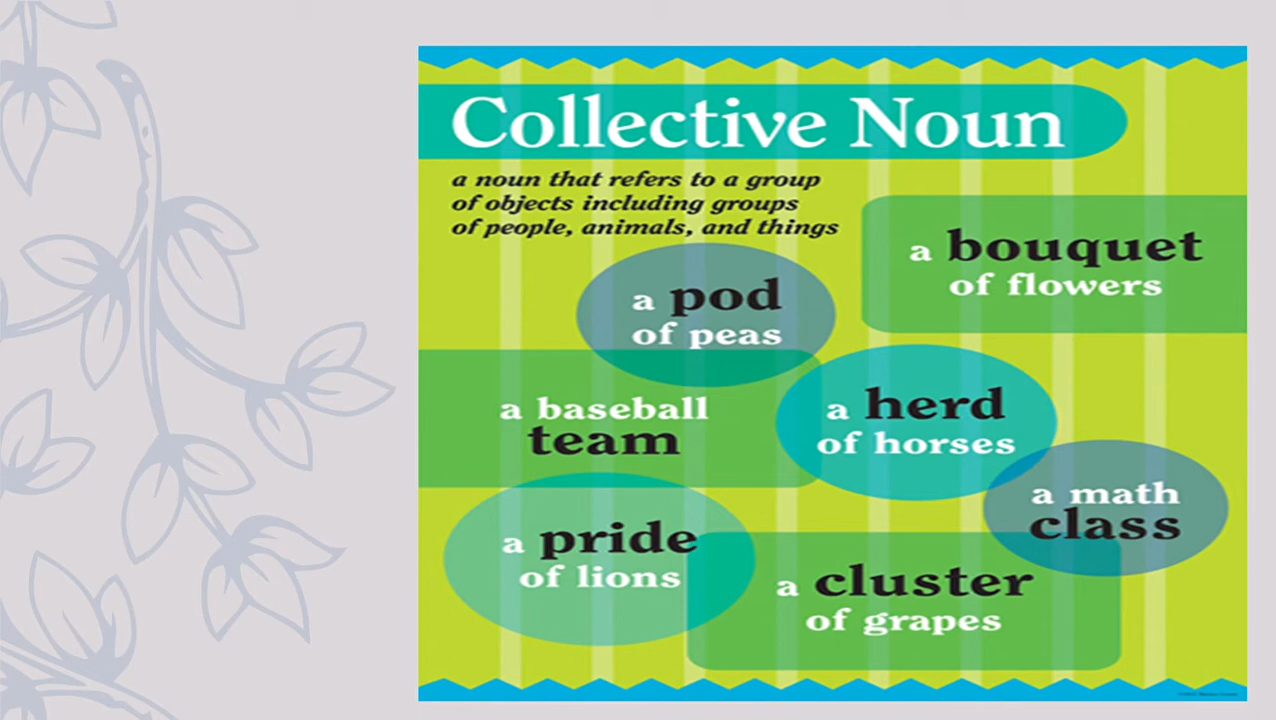 Collective Noun
a noun that refers to a group
of objects including groups
of people, animals, and things
a bouquet
of flowers
a pod
of peas
a baseball
team
a herd
of horses
a math
class
a pride
of lions
a cluster
of grapes